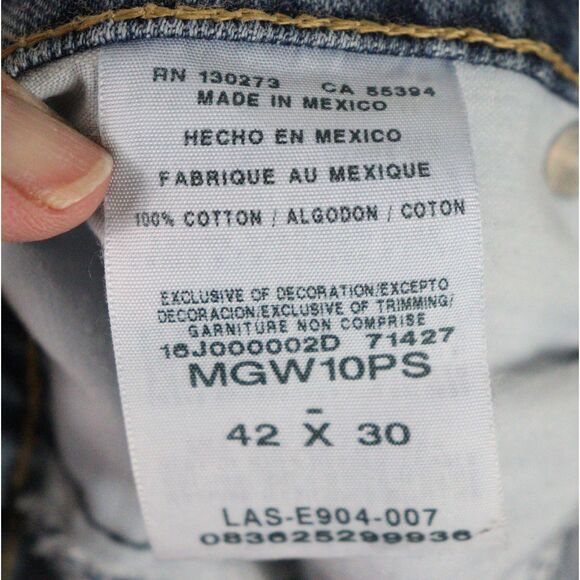 RN 130273 CA 55394
MADE IN MEXICO
HECHO EN MEXICO
FABRIQUE AU MEXIQUE
100% COTTON / ALGODON / COTON
EXCLUSIVE OF DECORATION/EXCEPTO
DECORACION/EXCLUSIVE OF TRIMMING/
GARNITURE NON COMPRISE
16J000002D 71427
MGW10PS
-
42 X 30
LAS-E904-007
083625299936